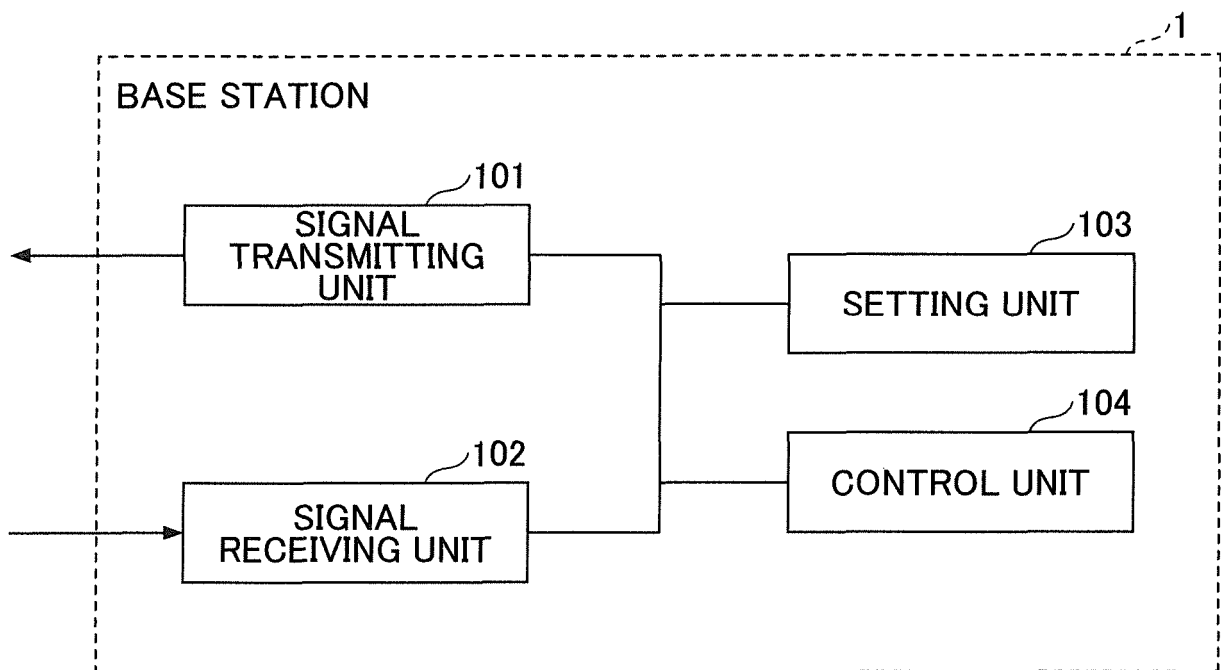 1
BASE STATION
101
SIGNAL
TRANSMITTING
UNIT
103
SETTING UNIT
104
CONTROL UNIT
102
SIGNAL
RECEIVING UNIT